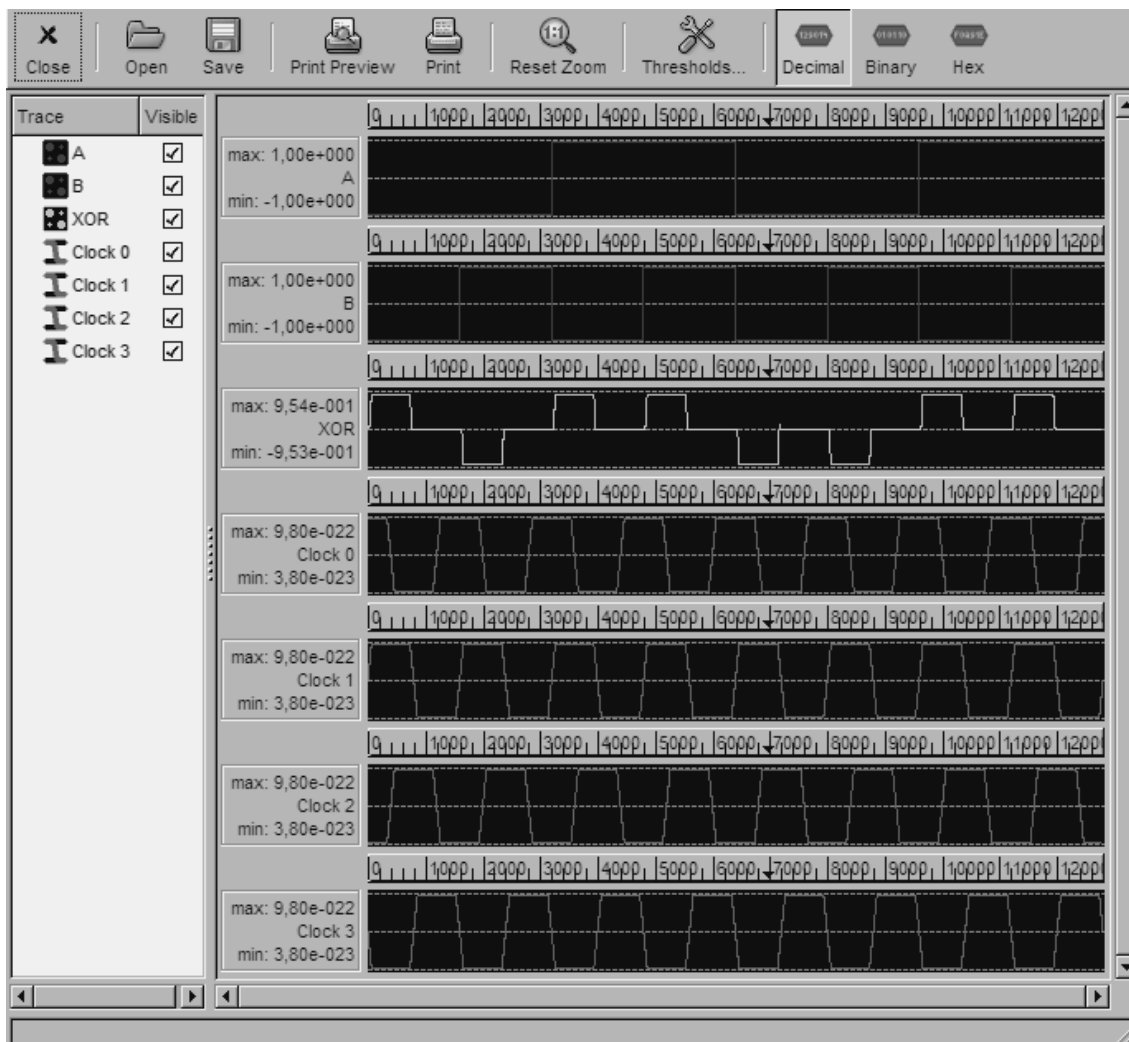 Close Open Save Print Preview Print Reset Zoom Thresholds... Decimal Binary Hex
Trace Visible
A
B
XOR
Clock 0
Clock 1
Clock 2
Clock 3
0 1000 2000 3000 4000 5000 6000 7000 8000 9000 10000 11000 1200
max: 1,00e+000
A
min: -1,00e+000
0 1000 2000 3000 4000 5000 6000 7000 8000 9000 10000 11000 1200
max: 1,00e+000
B
min: -1,00e+000
0 1000 2000 3000 4000 5000 6000 7000 8000 9000 10000 11000 1200
max: 9,54e-001
XOR
min: -9,53e-001
0 1000 2000 3000 4000 5000 6000 7000 8000 9000 10000 11000 1200
max: 9,80e-022
Clock 0
min: 3,80e-023
0 1000 2000 3000 4000 5000 6000 7000 8000 9000 10000 11000 1200
max: 9,80e-022
Clock 1
min: 3,80e-023
0 1000 2000 3000 4000 5000 6000 7000 8000 9000 10000 11000 1200
max: 9,80e-022
Clock 2
min: 3,80e-023
0 1000 2000 3000 4000 5000 6000 7000 8000 9000 10000 11000 1200
max: 9,80e-022
Clock 3
min: 3,80e-023